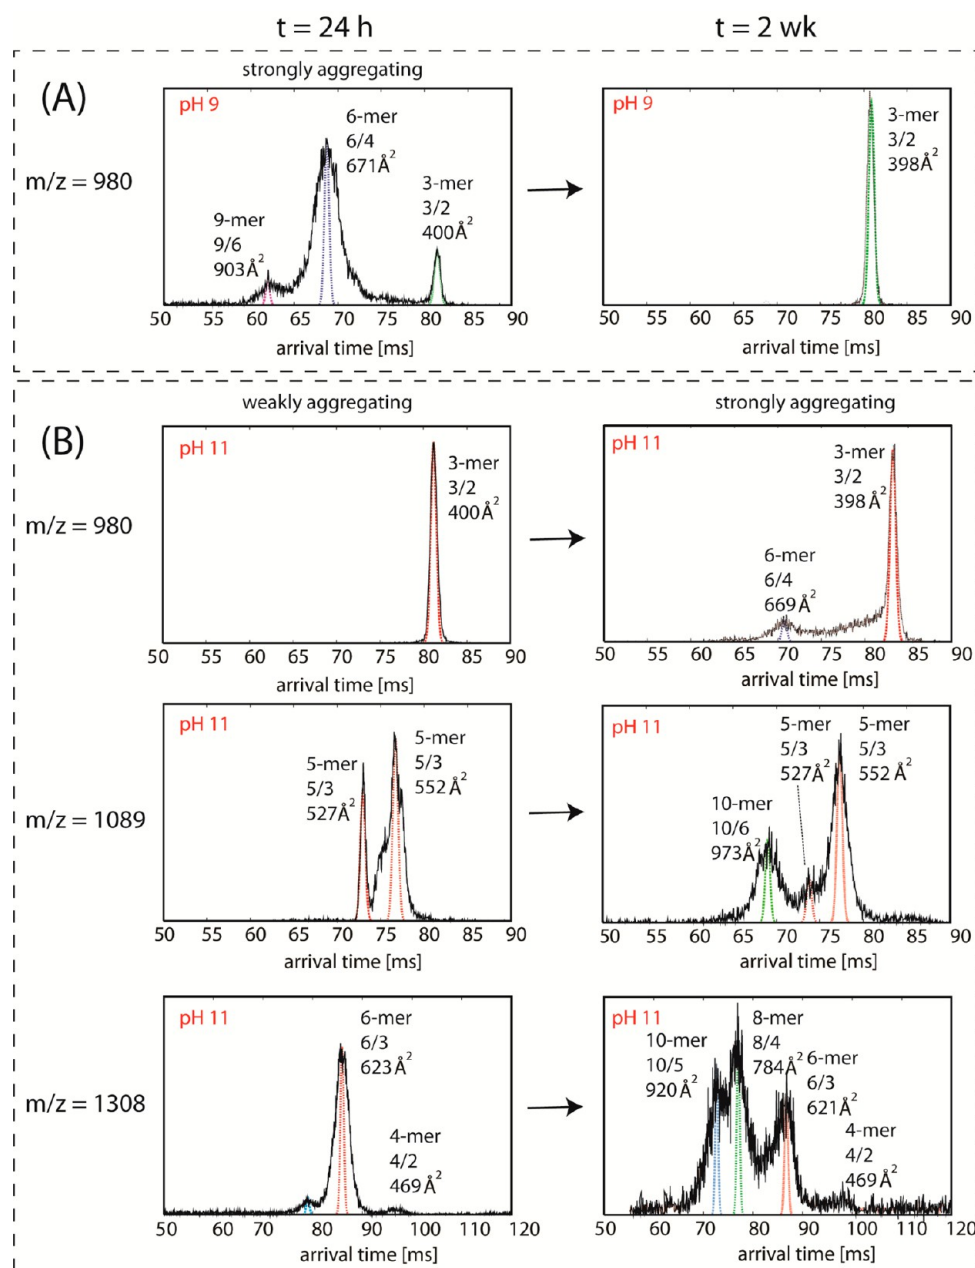 t = 24 h
t = 2 wk
(A)
strongly aggregating
m/z = 980
pH 9
9-mer
9/6
903Å²
6-mer
6/4
671Å²
3-mer
3/2
400Å²
50 55 60 65 70 75 80 85 90
arrival time [ms]
pH 9
3-mer
3/2
398Å²
50 55 60 65 70 75 80 85 90
arrival time [ms]
(B)
weakly aggregating
strongly aggregating
m/z = 980
pH 11
3-mer
3/2
400Å²
50 55 60 65 70 75 80 85 90
arrival time [ms]
pH 11
6-mer
6/4
669Å²
3-mer
3/2
398Å²
50 55 60 67 72 77 82 85 90
arrival time [ms]
m/z = 1089
pH 11
5-mer
5/3
527Å²
5-mer
5/3
552Å²
50 55 60 65 70 75 81 85 90
arrival time [ms]
pH 11
10-mer
10/6
973Å²
5-mer
5/3
527Å²
5-mer
5/3
552Å²
50 55 61 67 72 77 82 85 90
arrival time [ms]
m/z = 1308
pH 11
6-mer
6/3
623Å²
4-mer
4/2
469Å²
50 60 70 80 90 100 110 120
arrival time [ms]
pH 11
10-mer
10/5
920Å²
8-mer
8/4
784Å²
6-mer
6/3
621Å²
4-mer
4/2
469Å²
50 60 70 80 90 100 110 120
arrival time [ms]